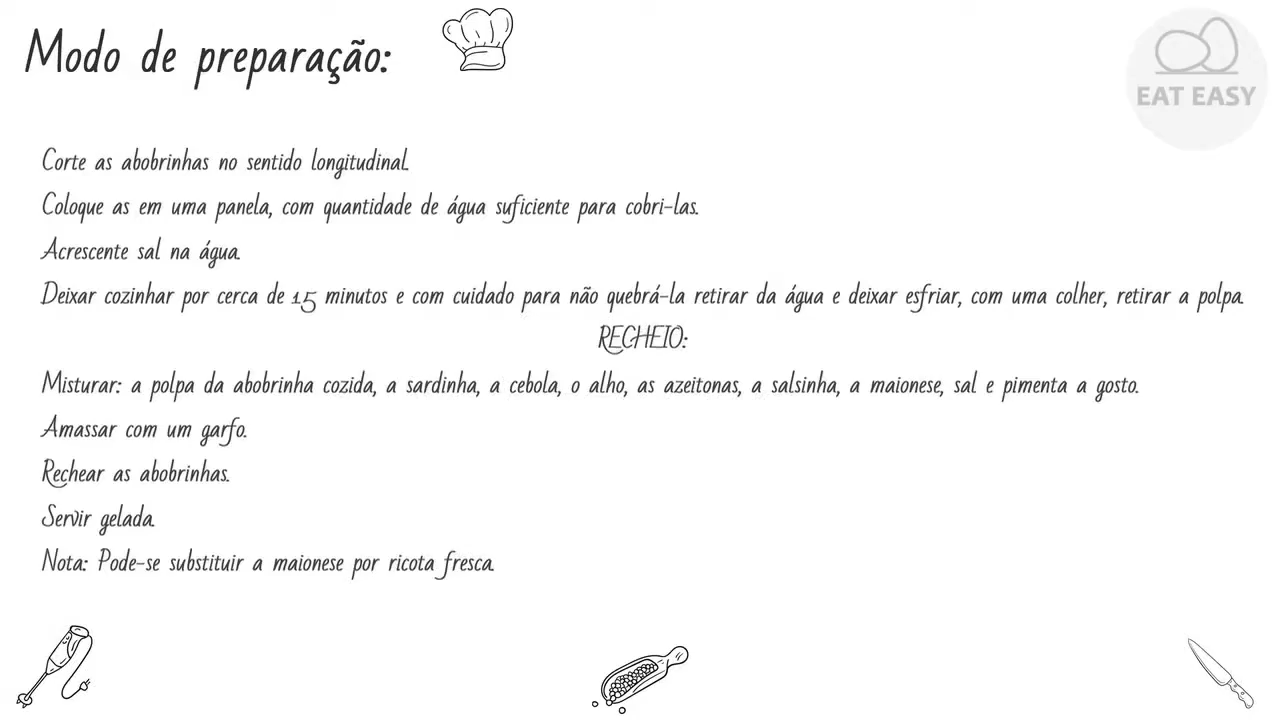 Modo de preparação:
EAT EASY
Corte as abobrinhas no sentido longitudinal.
Coloque as em uma panela, com quantidade de água suficiente para cobri-las.
Acrescente sal na água.
Deixar cozinhar por cerca de 15 minutos e com cuidado para não quebrá-la retirar da água e deixar esfriar, com uma colher, retirar a polpa.
RECHEIO:
Misturar: a polpa da abobrinha cozida, a sardinha, a cebola, o alho, as azeitonas, a salsinha, a maionese, sal e pimenta a gosto.
Amassar com um garfo.
Rechear as abobrinhas.
Servir gelada.
Nota: Pode-se substituir a maionese por ricota fresca.